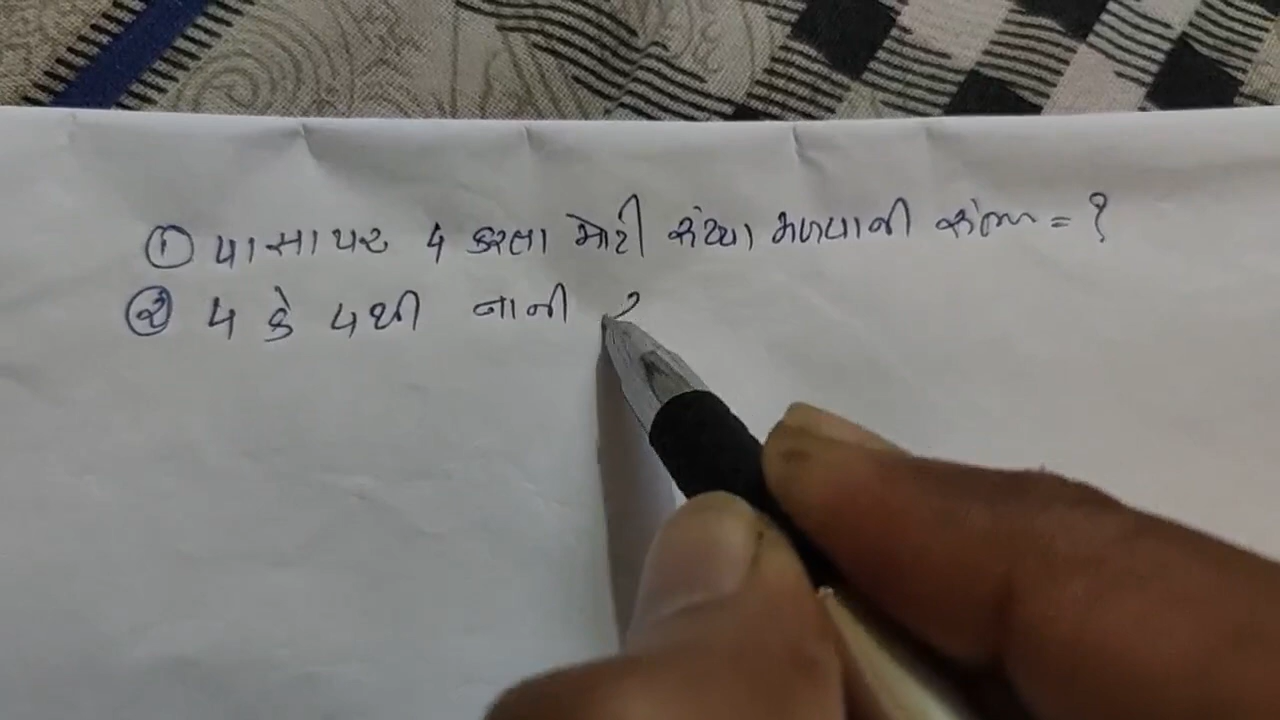 ① પાસા પર 4 કરતા મોટી સંખ્યા મળવાની સંભા = ?
② 4 કે 4થી નાની